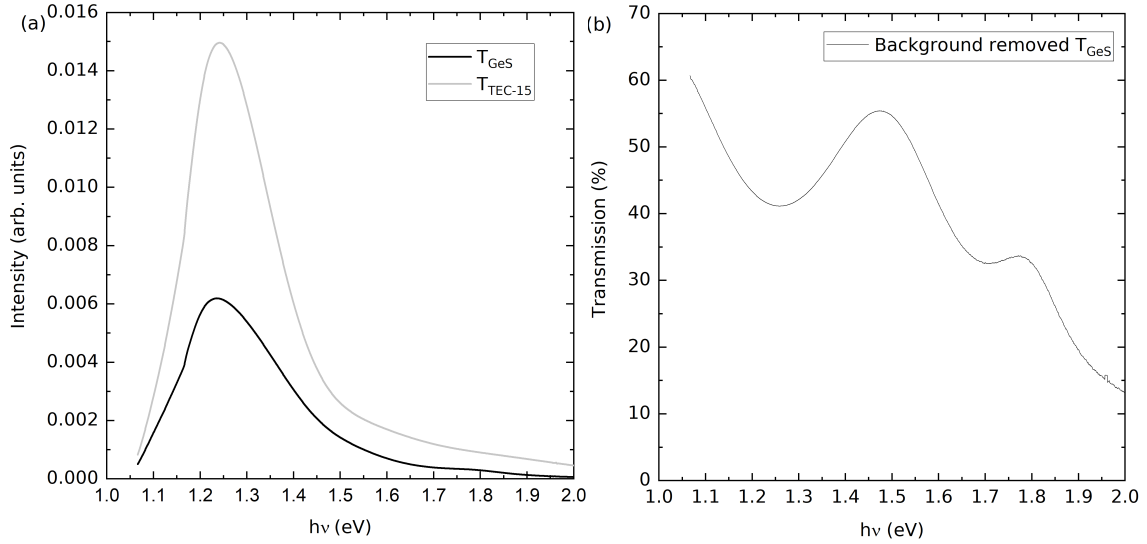 (a)
0.016
0.014
0.012
0.010
0.008
0.006
0.004
0.002
0.000
Intensity (arb. units)
T_GeS
T_TEC-15
1.0 1.1 1.2 1.3 1.4 1.5 1.6 1.7 1.8 1.9 2.0
hν (eV)
(b)
70
60
50
40
30
20
10
0
Transmission (%)
Background removed T_GeS
1.0 1.1 1.2 1.3 1.4 1.5 1.6 1.7 1.8 1.9 2.0
hν (eV)